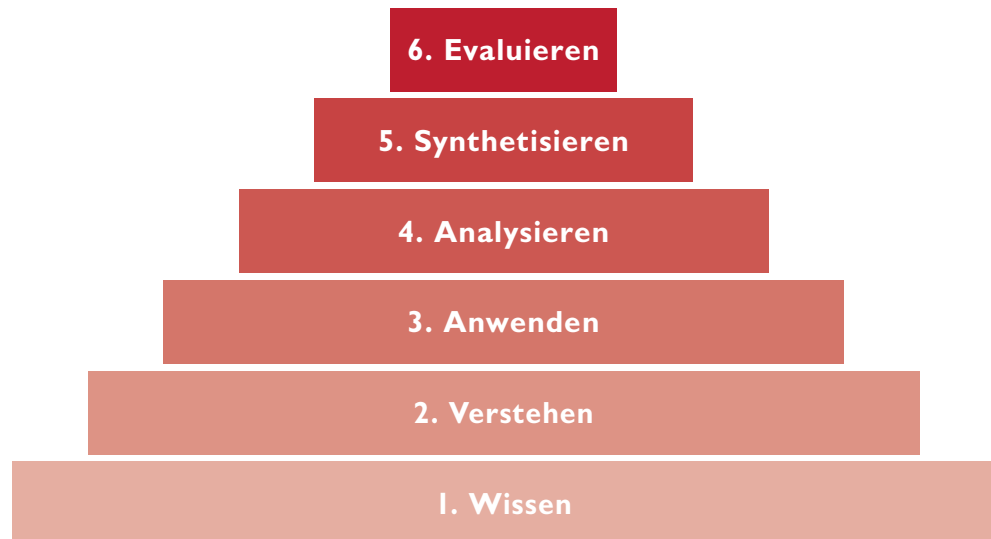 6. Evaluieren
5. Synthetisieren
4. Analysieren
3. Anwenden
2. Verstehen
1. Wissen